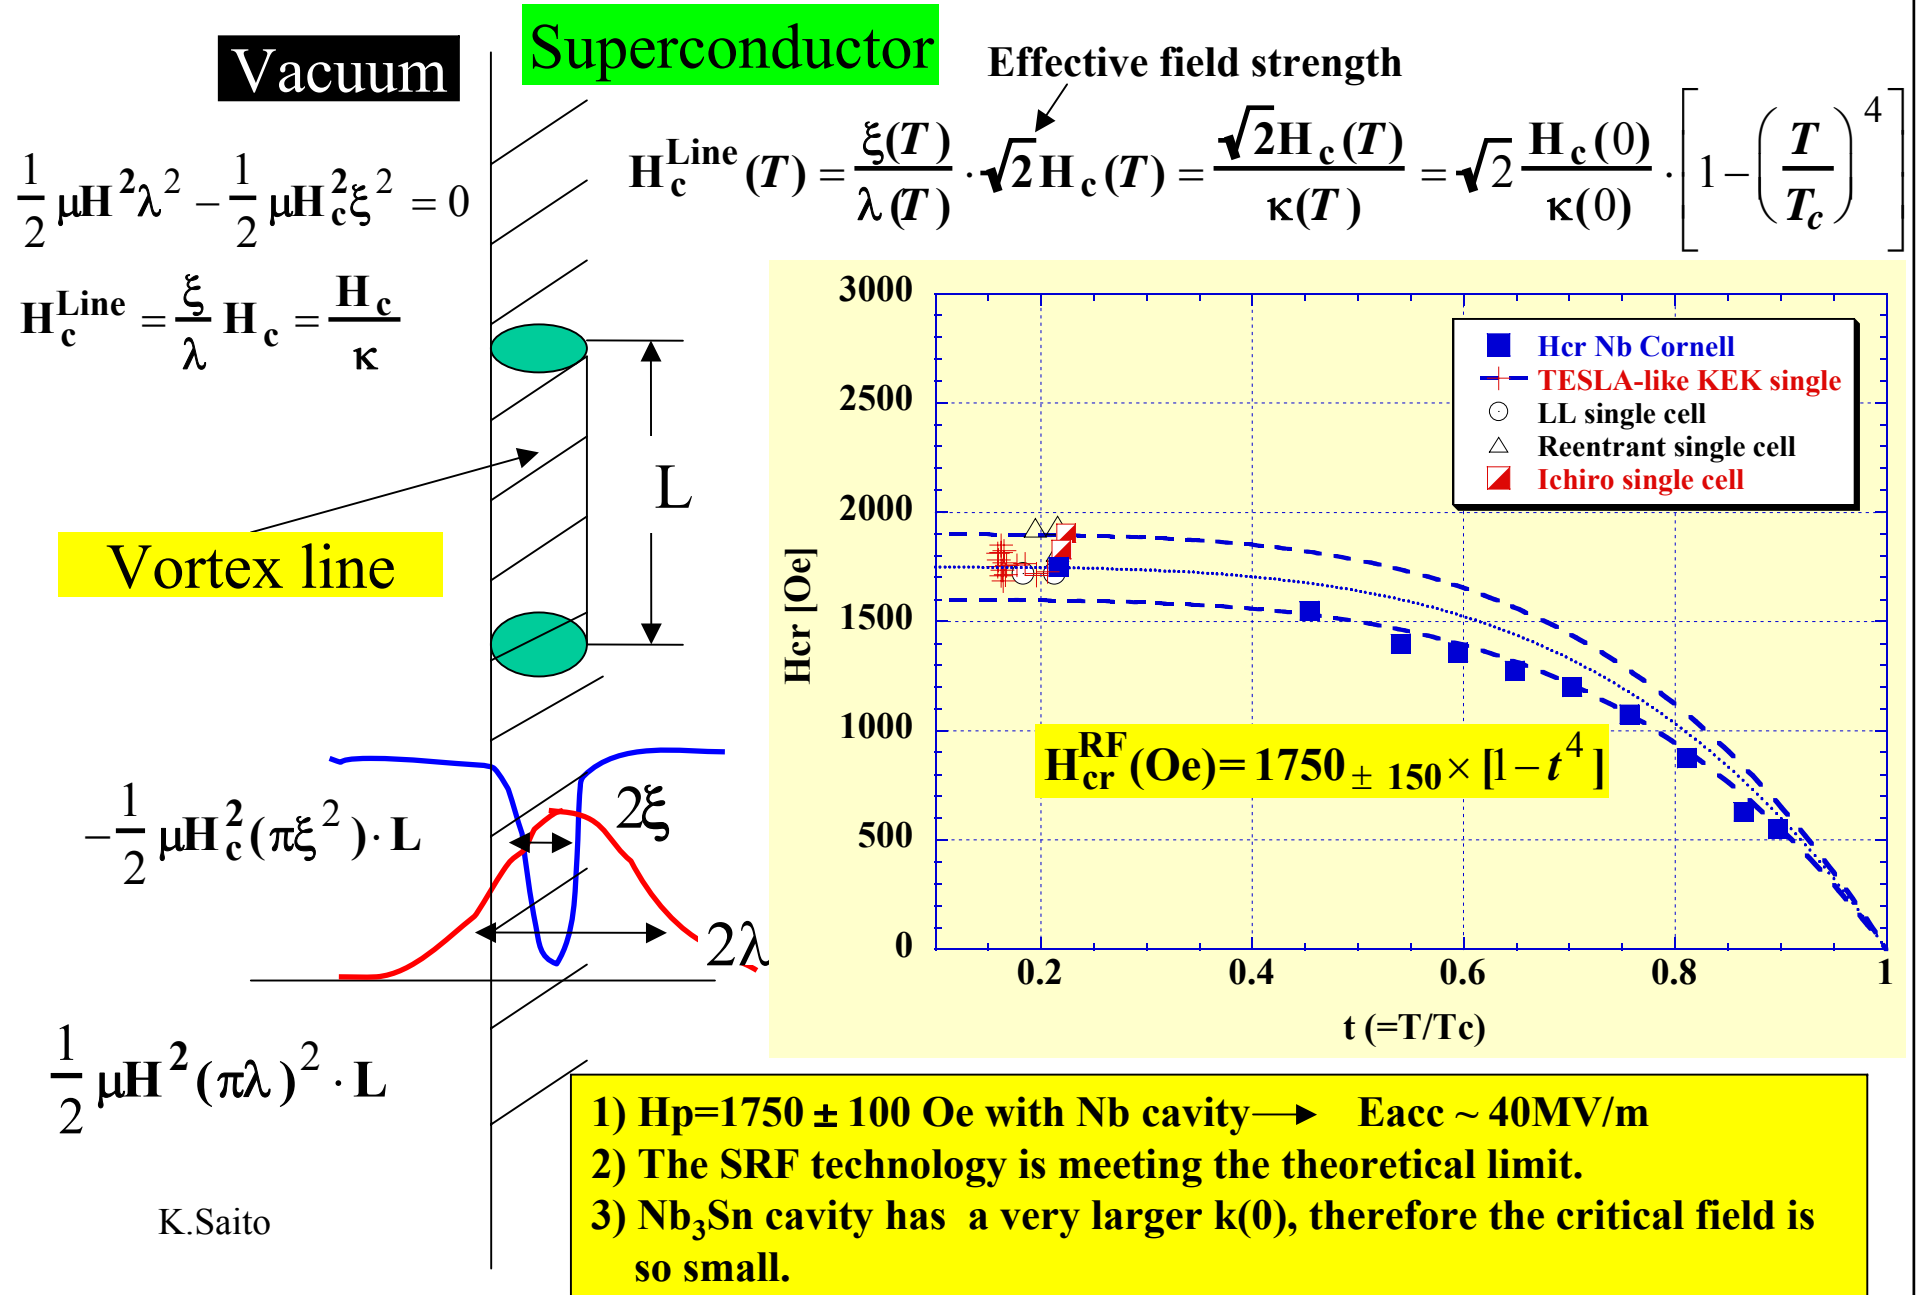 Vacuum
Superconductor
Effective field strength
½ μH²λ² − ½ μH_c²ξ² = 0
H_c^Line (T) = ξ(T)/λ(T) · √2H_c(T) = √2H_c(T)/κ(T) = √2 H_c(0)/κ(0) · [1 − (T/T_c)⁴]
H_c^Line = ξ/λ H_c = H_c/κ
L
Vortex line
2ξ
−½ μH_c²(πξ²)· L
2λ
½ μH²(πλ)² · L
K.Saito
3000
2500
2000
1500
1000
500
0
Hcr [Oe]
Hcr Nb Cornell
TESLA-like KEK single
LL single cell
Reentrant single cell
Ichiro single cell
H_cr^RF(Oe)= 1750 ± 150 × [1 − t⁴ ]
0.2 0.4 0.6 0.8 1
t (=T/Tc)
1) Hp=1750 ± 100 Oe with Nb cavity → Eacc ~ 40MV/m
2) The SRF technology is meeting the theoretical limit.
3) Nb₃Sn cavity has a very larger k(0), therefore the critical field is
so small.